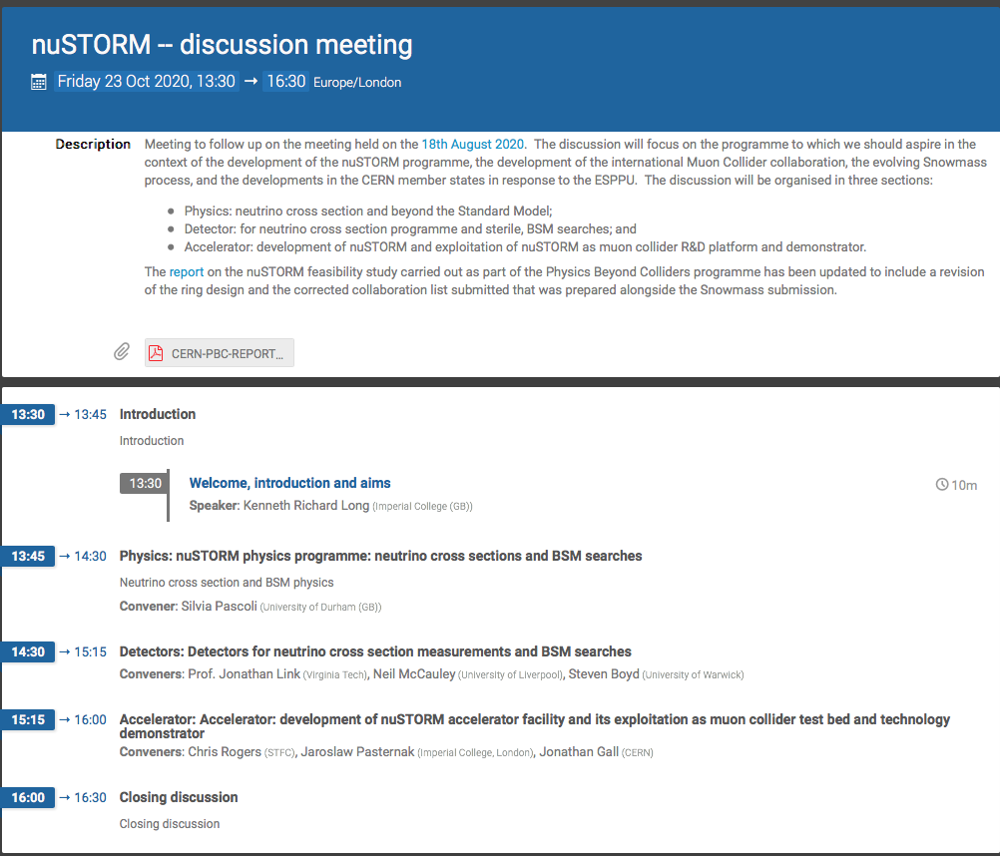 nuSTORM -- discussion meeting
Friday 23 Oct 2020, 13:30 → 16:30 Europe/London
Description Meeting to follow up on the meeting held on the 18th August 2020. The discussion will focus on the programme to which we should aspire in the
context of the development of the nuSTORM programme, the development of the international Muon Collider collaboration, the evolving Snowmass
process, and the developments in the CERN member states in response to the ESPPU. The discussion will be organised in three sections:
• Physics: neutrino cross section and beyond the Standard Model;
• Detector: for neutrino cross section programme and sterile, BSM searches; and
• Accelerator: development of nuSTORM and exploitation of nuSTORM as muon collider R&D platform and demonstrator.
The report on the nuSTORM feasibility study carried out as part of the Physics Beyond Colliders programme has been updated to include a revision
of the ring design and the corrected collaboration list submitted that was prepared alongside the Snowmass submission.
CERN-PBC-REPORT...
13:30 → 13:45 Introduction
Introduction
13:30 Welcome, introduction and aims 10m
Speaker: Kenneth Richard Long (Imperial College (GB))
13:45 → 14:30 Physics: nuSTORM physics programme: neutrino cross sections and BSM searches
Neutrino cross section and BSM physics
Convener: Silvia Pascoli (University of Durham (GB))
14:30 → 15:15 Detectors: Detectors for neutrino cross section measurements and BSM searches
Conveners: Prof. Jonathan Link (Virginia Tech), Neil McCauley (University of Liverpool), Steven Boyd (University of Warwick)
15:15 → 16:00 Accelerator: Accelerator: development of nuSTORM accelerator facility and its exploitation as muon collider test bed and technology
demonstrator
Conveners: Chris Rogers (STFC), Jaroslaw Pasternak (Imperial College, London), Jonathan Gall (CERN)
16:00 → 16:30 Closing discussion
Closing discussion